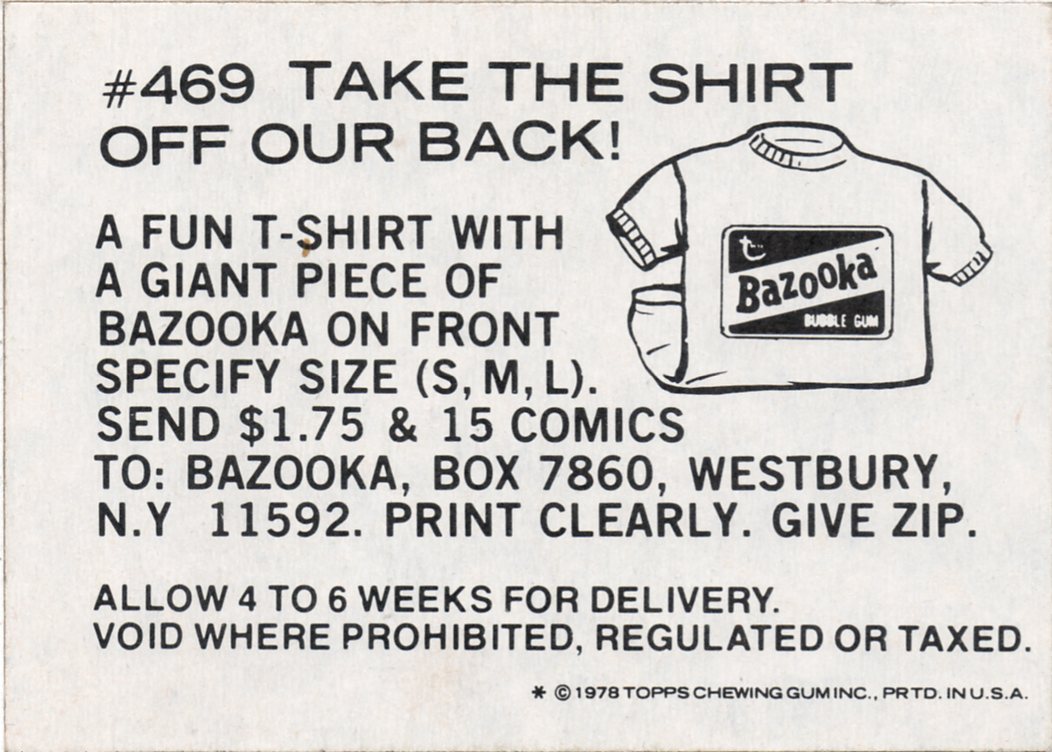 #469 TAKE THE SHIRT
OFF OUR BACK!
A FUN T-SHIRT WITH
A GIANT PIECE OF
BAZOOKA ON FRONT
SPECIFY SIZE (S, M, L).
SEND $1.75 & 15 COMICS
TO: BAZOOKA, BOX 7860, WESTBURY,
N.Y 11592. PRINT CLEARLY. GIVE ZIP.
Bazooka
BUBBLE GUM
ALLOW 4 TO 6 WEEKS FOR DELIVERY.
VOID WHERE PROHIBITED, REGULATED OR TAXED.
* © 1978 TOPPS CHEWING GUM INC., PRTD. IN U.S.A.